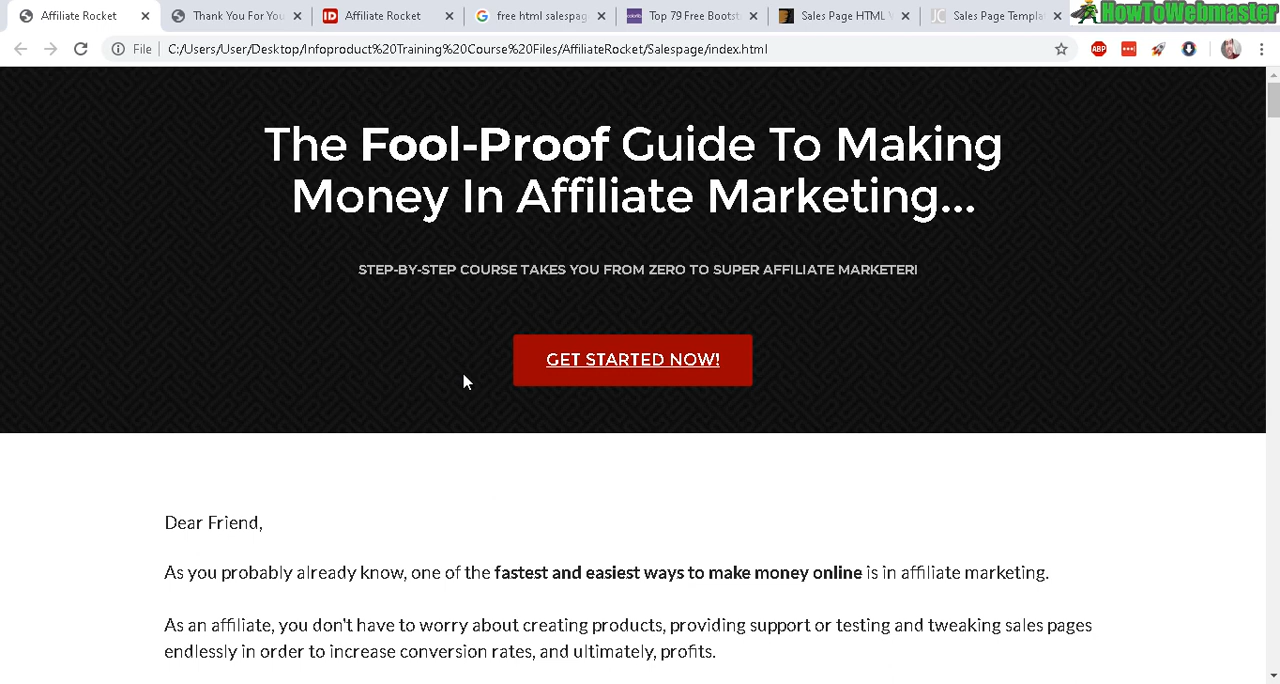 Affiliate Rocket
Thank You For You
Affiliate Rocket
free html salespag
Top 79 Free Bootst
Sales Page HTML V
Sales Page Templa
HowToWebmaster
File
C:/Users/User/Desktop/Infoproduct%20Training%20Course%20Files/AffiliateRocket/Salespage/index.html
ABP
The Fool-Proof Guide To Making
Money In Affiliate Marketing...
STEP-BY-STEP COURSE TAKES YOU FROM ZERO TO SUPER AFFILIATE MARKETER!
GET STARTED NOW!
Dear Friend,
As you probably already know, one of the fastest and easiest ways to make money online is in affiliate marketing.
As an affiliate, you don't have to worry about creating products, providing support or testing and tweaking sales pages
endlessly in order to increase conversion rates, and ultimately, profits.